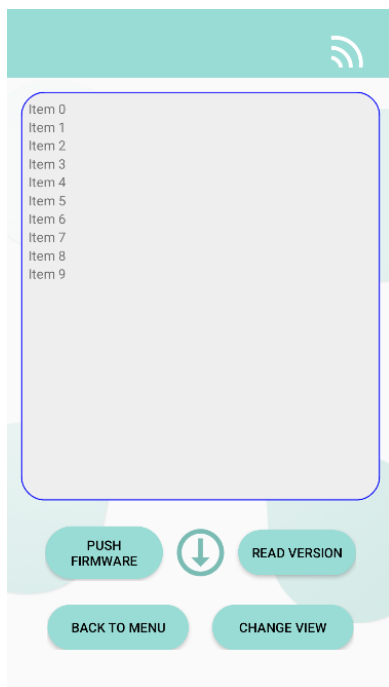 Item 0
Item 1
Item 2
Item 3
Item 4
Item 5
Item 6
Item 7
Item 8
Item 9
PUSH
FIRMWARE
READ VERSION
BACK TO MENU
CHANGE VIEW